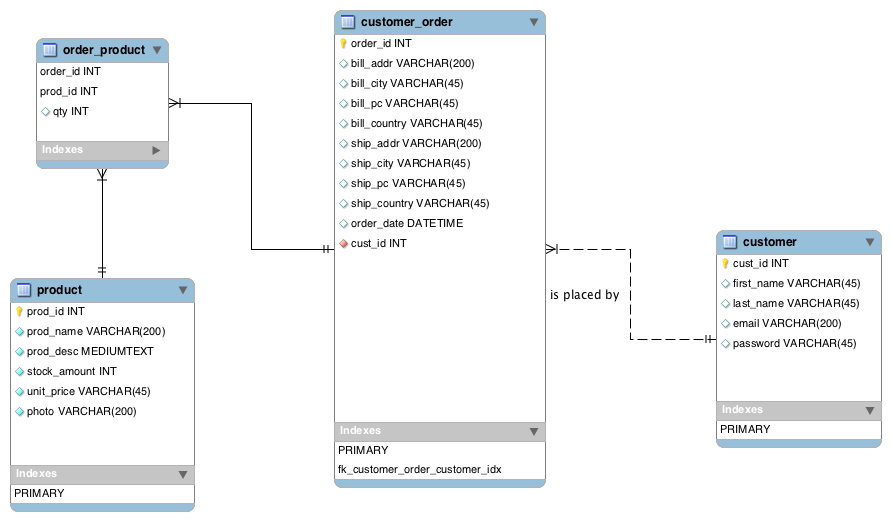 order_product
order_id INT
prod_id INT
qty INT
Indexes
product
prod_id INT
prod_name VARCHAR(200)
prod_desc MEDIUMTEXT
stock_amount INT
unit_price VARCHAR(45)
photo VARCHAR(200)
Indexes
PRIMARY
customer_order
order_id INT
bill_addr VARCHAR(200)
bill_city VARCHAR(45)
bill_pc VARCHAR(45)
bill_country VARCHAR(45)
ship_addr VARCHAR(200)
ship_city VARCHAR(45)
ship_pc VARCHAR(45)
ship_country VARCHAR(45)
order_date DATETIME
cust_id INT
Indexes
PRIMARY
fk_customer_order_customer_idx
is placed by
customer
cust_id INT
first_name VARCHAR(45)
last_name VARCHAR(45)
email VARCHAR(200)
password VARCHAR(45)
Indexes
PRIMARY